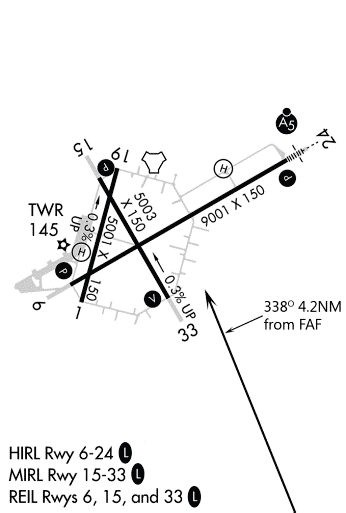 A5
24
19
15
P
H
P
9001 X 150
5003
X 150
TWR
145
0.3%
UP
5001 X
150
H
P
6
1
V
0.3% UP
33
338° 4.2NM
from FAF
HIRL Rwy 6-24 L
MIRL Rwy 15-33 L
REIL Rwys 6, 15, and 33 L